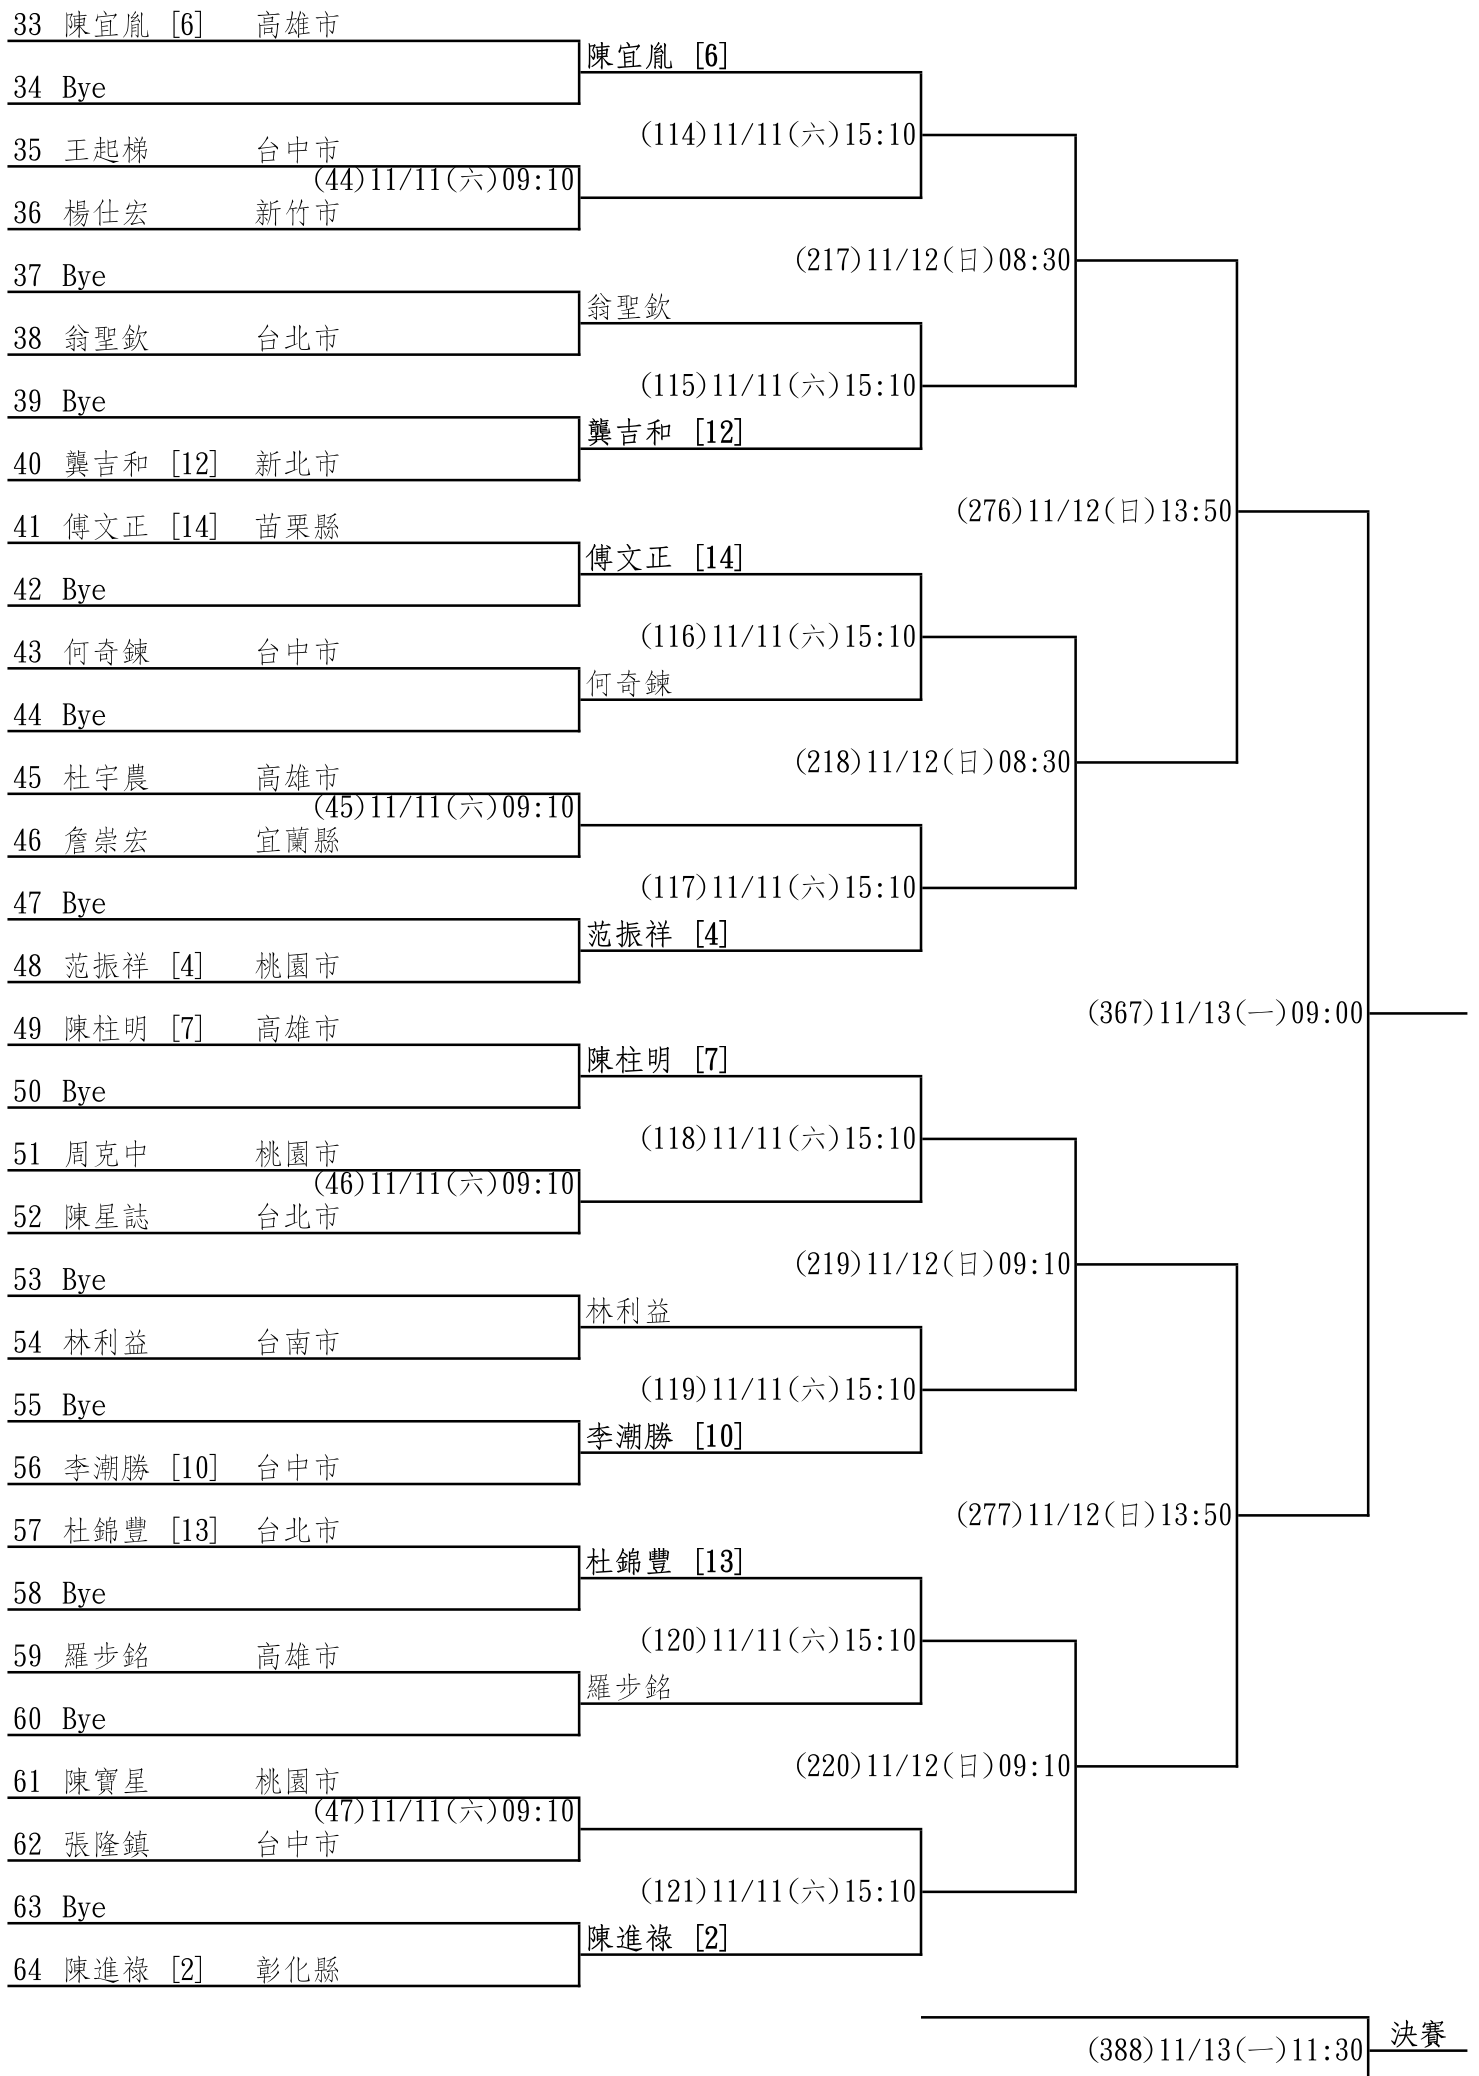 33 陳宜胤 [6] 高雄市
陳宜胤 [6]
34 Bye
(114)11/11(六)15:10
35 王起梯 台中市
(44)11/11(六)09:10
36 楊仕宏 新竹市
(217)11/12(日)08:30
37 Bye
翁聖欽
38 翁聖欽 台北市
(115)11/11(六)15:10
39 Bye
龔吉和 [12]
40 龔吉和 [12] 新北市
(276)11/12(日)13:50
41 傅文正 [14] 苗栗縣
傅文正 [14]
42 Bye
(116)11/11(六)15:10
43 何奇鍊 台中市
何奇鍊
44 Bye
(218)11/12(日)08:30
45 杜宇農 高雄市
(45)11/11(六)09:10
46 詹崇宏 宜蘭縣
(117)11/11(六)15:10
47 Bye
范振祥 [4]
48 范振祥 [4] 桃園市
(367)11/13(一)09:00
49 陳柱明 [7] 高雄市
陳柱明 [7]
50 Bye
(118)11/11(六)15:10
51 周克中 桃園市
(46)11/11(六)09:10
52 陳星誌 台北市
(219)11/12(日)09:10
53 Bye
林利益
54 林利益 台南市
(119)11/11(六)15:10
55 Bye
李潮勝 [10]
56 李潮勝 [10] 台中市
(277)11/12(日)13:50
57 杜錦豐 [13] 台北市
杜錦豐 [13]
58 Bye
(120)11/11(六)15:10
59 羅步銘 高雄市
羅步銘
60 Bye
(220)11/12(日)09:10
61 陳寶星 桃園市
(47)11/11(六)09:10
62 張隆鎮 台中市
(121)11/11(六)15:10
63 Bye
陳進祿 [2]
64 陳進祿 [2] 彰化縣
決賽
(388)11/13(一)11:30